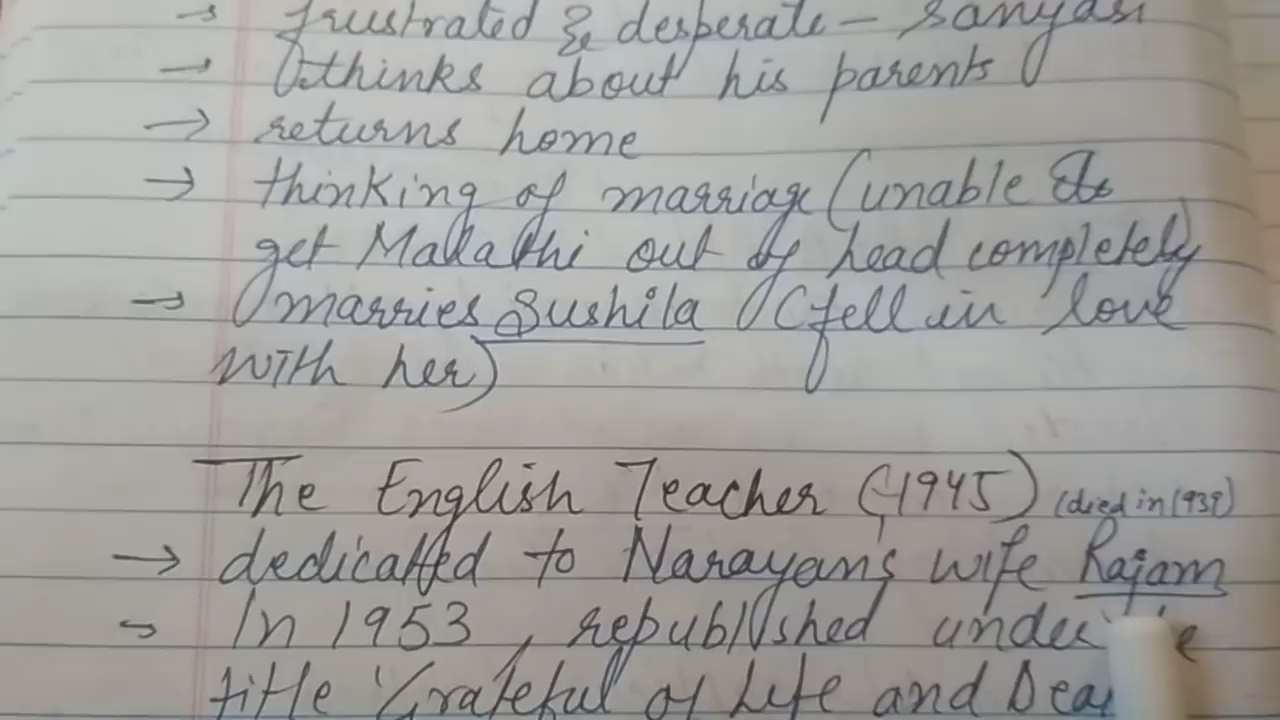 → frustrated & desperate - sanyasi
→ thinks about his parents
→ returns home
→ thinking of marriage (unable to
get Malathi out of head completely
→ marries Sushila (fell in love
with her)
The English Teacher (1945) (died in 1939)
→ dedicated to Narayan's wife Rajam
→ In 1953, republished under
title 'Grateful of Life and